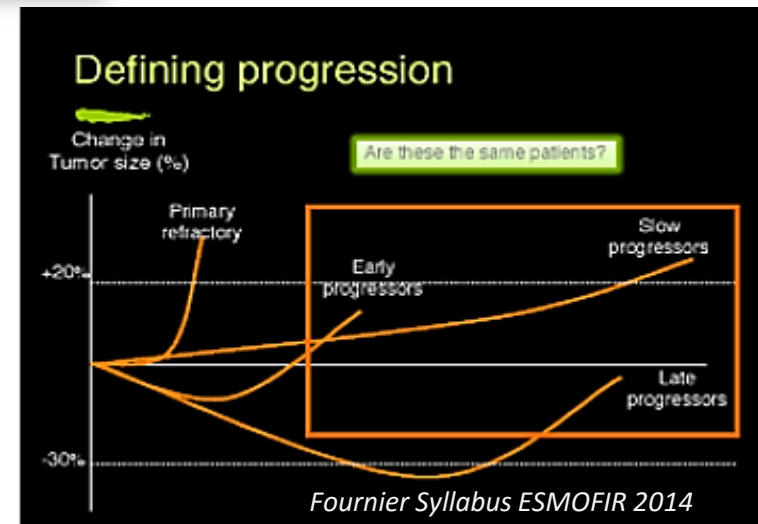 Defining progression
Change in
Tumor size (%)
Are these the same patients?
Primary
refractory
Slow
progressors
+20%
Early
progressors
Late
progressors
-30%
Fournier Syllabus ESMOFIR 2014